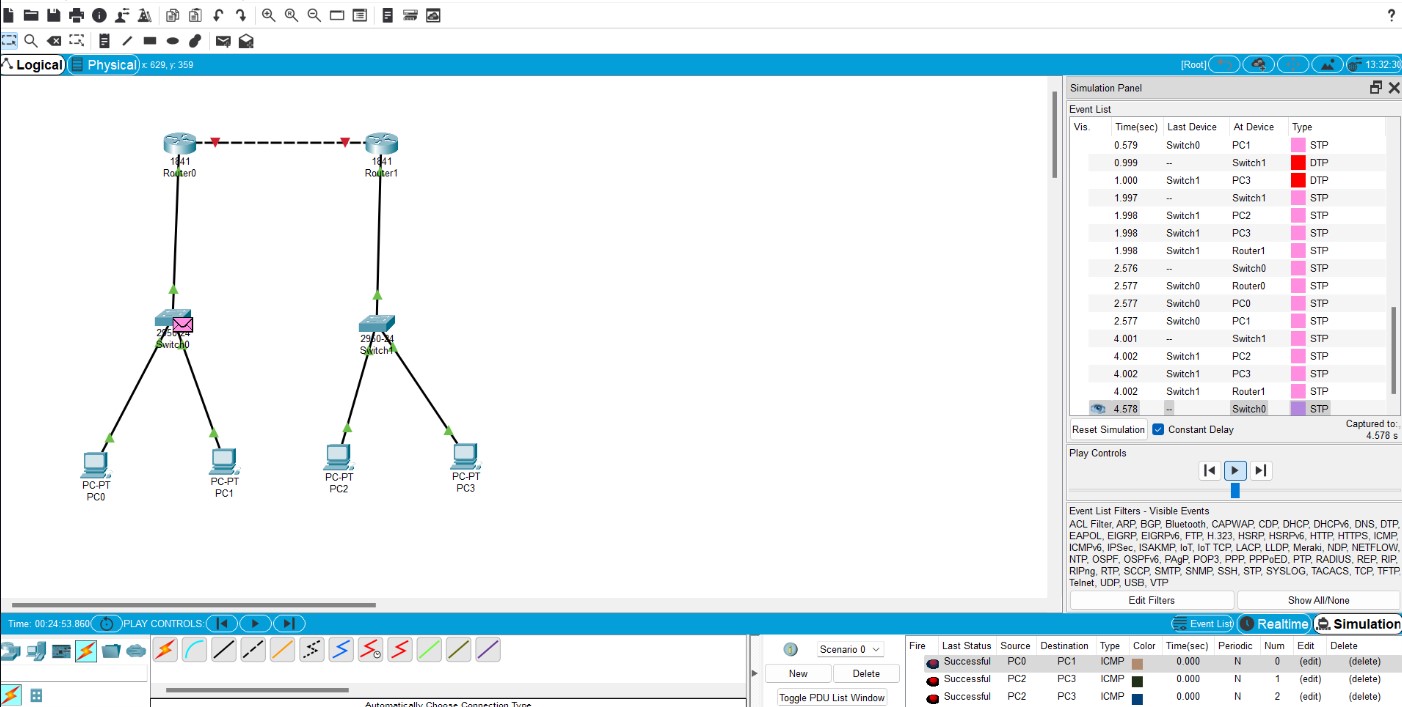 ?
Logical Physical x: 629, y: 359 [Root] 13:32:30
1841
Router0
1841
Router1
Switch0
2950-24
Switch1
PC-PT
PC0
PC-PT
PC1
PC-PT
PC2
PC-PT
PC3
Simulation Panel
Event List
Vis. Time(sec) Last Device At Device Type
0.579 Switch0 PC1 STP
0.999 -- Switch1 DTP
1.000 Switch1 PC3 DTP
1.997 -- Switch1 STP
1.998 Switch1 PC2 STP
1.998 Switch1 PC3 STP
1.998 Switch1 Router1 STP
2.576 -- Switch0 STP
2.577 Switch0 Router0 STP
2.577 Switch0 PC0 STP
2.577 Switch0 PC1 STP
4.001 -- Switch1 STP
4.002 Switch1 PC2 STP
4.002 Switch1 PC3 STP
4.002 Switch1 Router1 STP
4.578 -- Switch0 STP
Reset Simulation Constant Delay Captured to:
4.578 s
Play Controls
Event List Filters - Visible Events
ACL Filter, ARP, BGP, Bluetooth, CAPWAP, CDP, DHCP, DHCPv6, DNS, DTP,
EAPOL, EIGRP, EIGRPv6, FTP, H.323, HSRP, HSRPv6, HTTP, HTTPS, ICMP,
ICMPv6, IPSec, ISAKMP, IoT, IoT TCP, LACP, LLDP, Meraki, NDP, NETFLOW,
NTP, OSPF, OSPFv6, PAgP, POP3, PPP, PPPoED, PTP, RADIUS, REP, RIP,
RIPng, RTP, SCCP, SMTP, SNMP, SSH, STP, SYSLOG, TACACS, TCP, TFTP,
Telnet, UDP, USB, VTP
Edit Filters Show All/None
Time: 00:24:53.860 PLAY CONTROLS: Event List Realtime Simulation
Scenario 0
New Delete
Toggle PDU List Window
Fire Last Status Source Destination Type Color Time(sec) Periodic Num Edit Delete
Successful PC0 PC1 ICMP 0.000 N 0 (edit) (delete)
Successful PC2 PC3 ICMP 0.000 N 1 (edit) (delete)
Successful PC2 PC3 ICMP 0.000 N 2 (edit) (delete)
Automatically Choose Connection Type